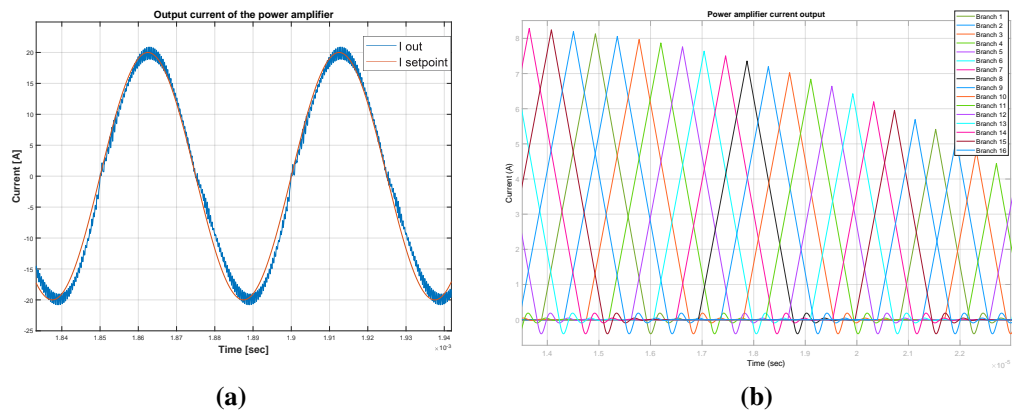 Output current of the power amplifier
Current [A]
25
20
15
10
5
0
-5
-10
-15
-20
-25
I out
I setpoint
1.84
1.85
1.86
1.87
1.88
1.89
1.9
1.91
1.92
1.93
1.94
×10⁻³
Time [sec]
(a)
Power amplifier current output
Current (A)
8
7
6
5
4
3
2
1
0
Branch 1
Branch 2
Branch 3
Branch 4
Branch 5
Branch 6
Branch 7
Branch 8
Branch 9
Branch 10
Branch 11
Branch 12
Branch 13
Branch 14
Branch 15
Branch 16
1.4
1.5
1.6
1.7
1.8
1.9
2
2.1
2.2
×10⁻⁵
Time (sec)
(b)